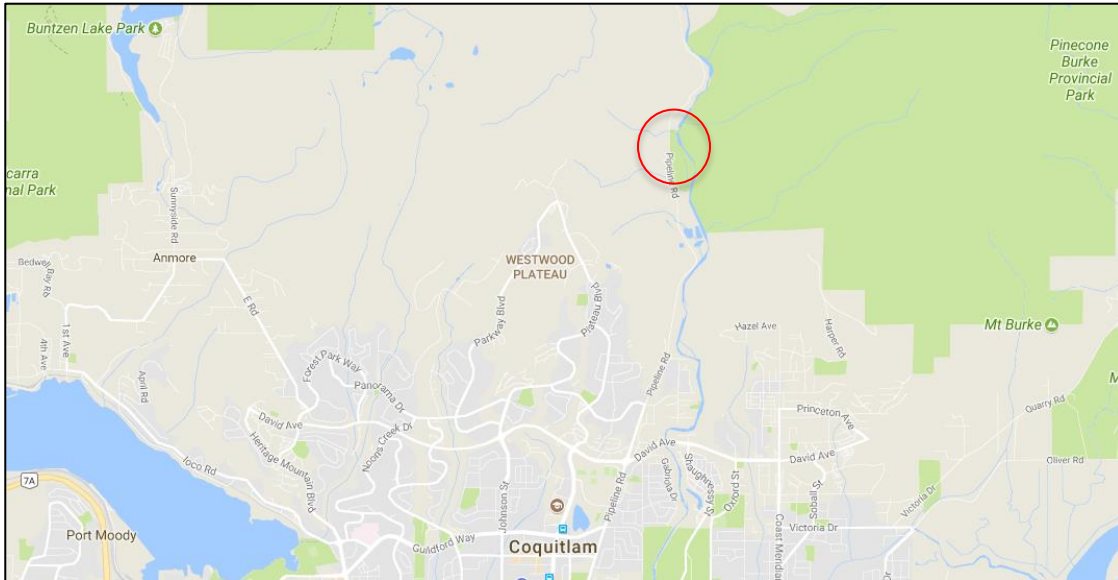 Buntzen Lake Park
Pinecone
Burke
Provincial
Park
carra
nal Park
Sunnyside Rd
Pipeline Rd
Anmore
Bedwell Bay Rd
WESTWOOD
PLATEAU
E Rd
1st Ave
4th Ave
Parkway Blvd
Plateau Blvd
Hazel Ave
Harper Rd
Mt Burke
M
April Rd
Forest Park Way
Panorama Dr
Pipeline Rd
Princeton Ave
Quarry Rd
David Ave
Noons Creek Dr
Heritage Mountain Blvd
Ioco Rd
David Ave
David Ave
Oliver Rd
7A
Port Moody
Johnson St
Pipeline Rd
Gabriola Dr
Shaughnessy St
Oxford St
Soball St
Victoria Dr
Victoria Dr
Coast Meridian
Guildford Way
Coquitlam